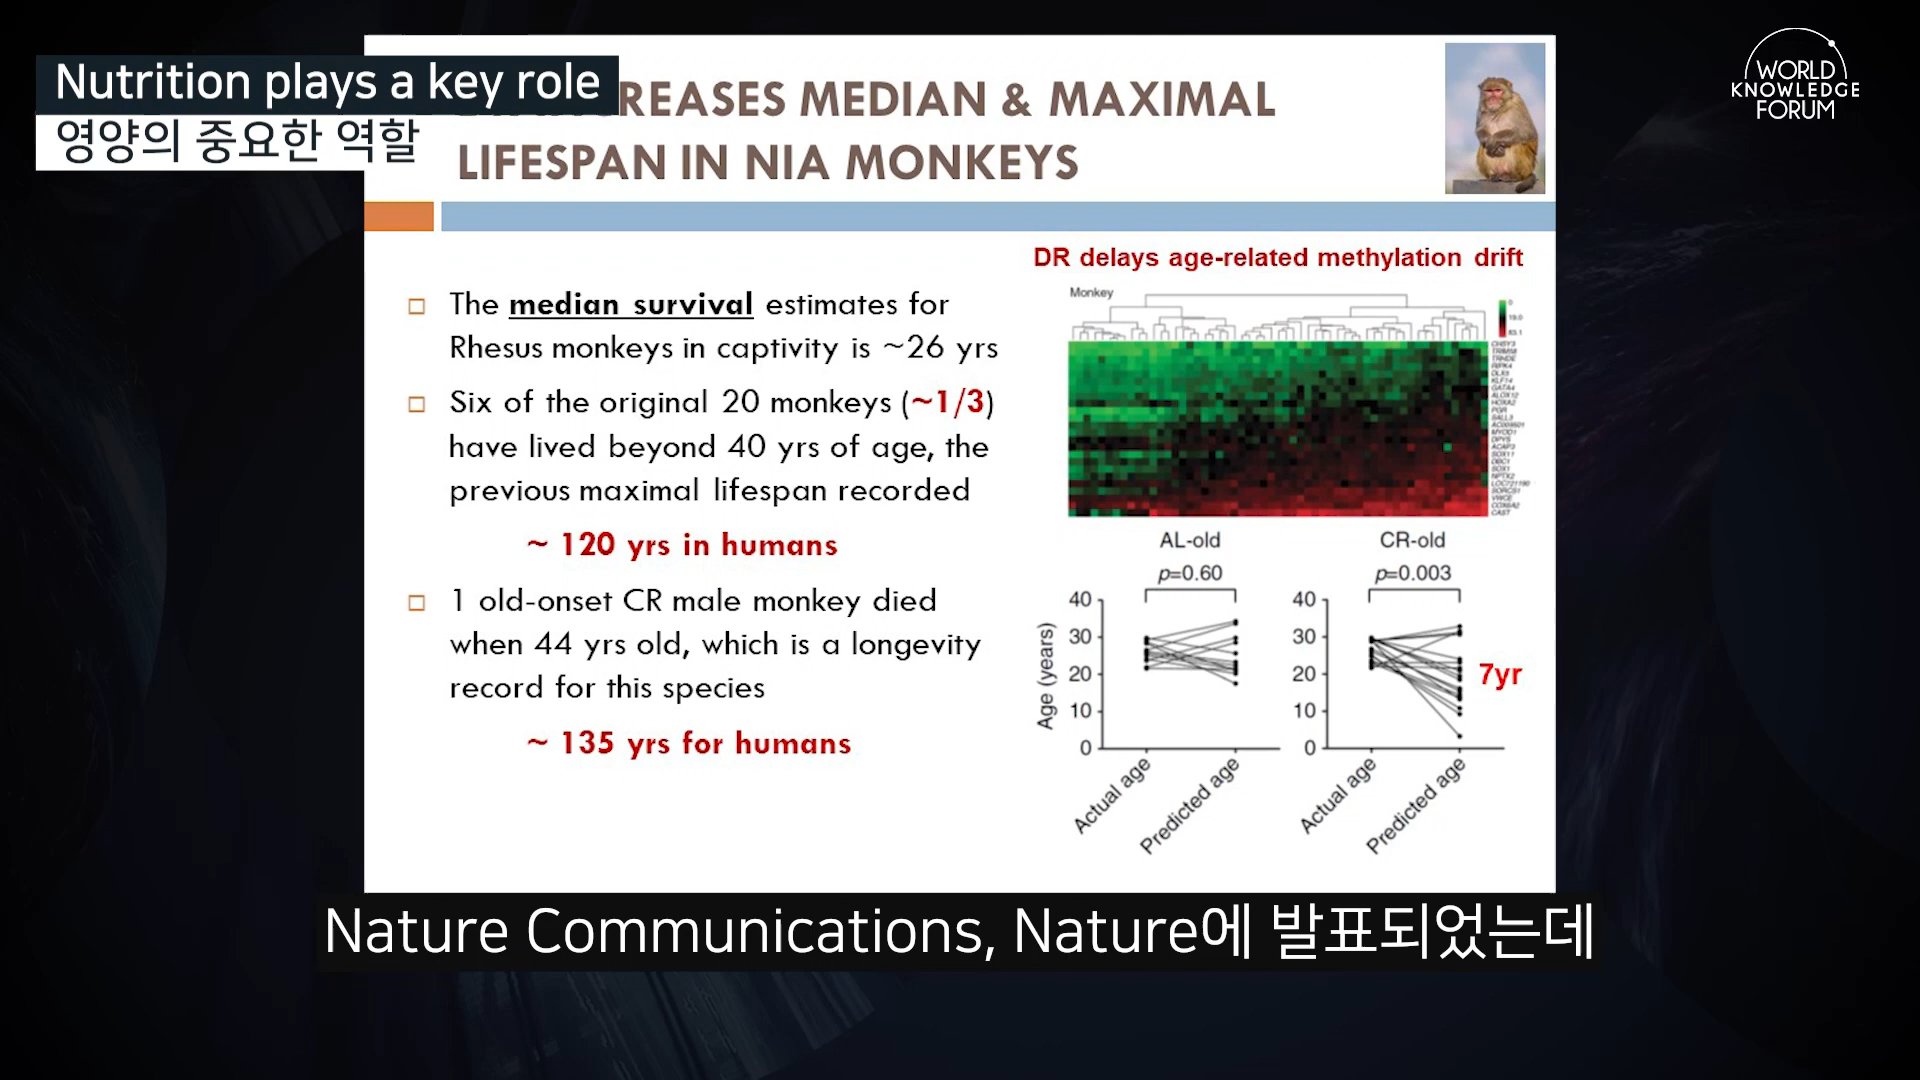 Nutrition plays a key role
영양의 중요한 역할
WORLD
KNOWLEDGE
FORUM
REASES MEDIAN & MAXIMAL
LIFESPAN IN NIA MONKEYS
□ The median survival estimates for
Rhesus monkeys in captivity is ~26 yrs
□ Six of the original 20 monkeys (~1/3)
have lived beyond 40 yrs of age, the
previous maximal lifespan recorded
~ 120 yrs in humans
□ 1 old-onset CR male monkey died
when 44 yrs old, which is a longevity
record for this species
~ 135 yrs for humans
DR delays age-related methylation drift
Monkey
AL-old
p=0.60
40
30
20
10
0
Age (years)
Actual age
Predicted age
CR-old
p=0.003
40
30
20
10
0
7yr
Actual age
Predicted age
Nature Communications, Nature에 발표되었는데